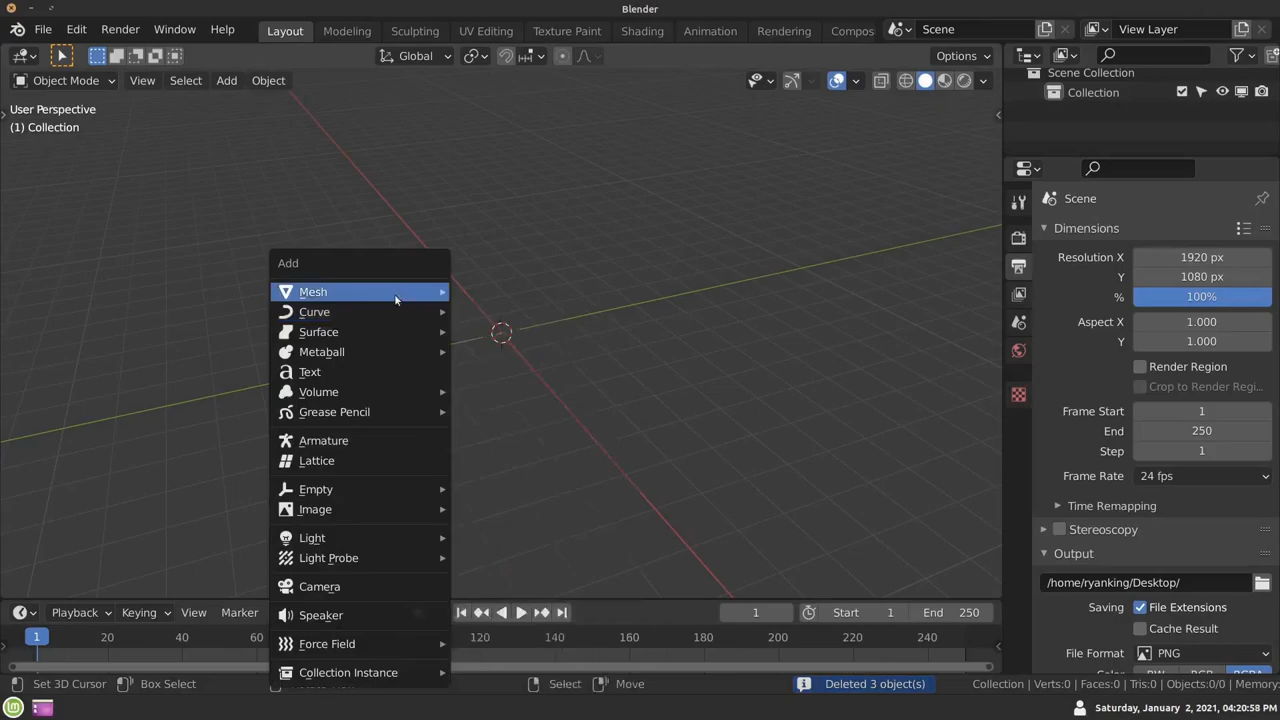 Blender
File Edit Render Window Help Layout Modeling Sculpting UV Editing Texture Paint Shading Animation Rendering Compos Scene View Layer
Global Options
Object Mode View Select Add Object
Scene Collection
Collection
User Perspective
(1) Collection
Scene
Dimensions
Resolution X 1920 px
Y 1080 px
% 100%
Aspect X 1.000
Y 1.000
Render Region
Crop to Render Regi...
Frame Start 1
End 250
Step 1
Frame Rate 24 fps
Time Remapping
Stereoscopy
Output
/home/ryanking/Desktop/
Saving File Extensions
Cache Result
File Format PNG
Color BW RGB RGBA
Add
Mesh
Curve
Surface
Metaball
Text
Volume
Grease Pencil
Armature
Lattice
Empty
Image
Light
Light Probe
Camera
Speaker
Force Field
Collection Instance
Playback Keying View Marker 1 Start 1 End 250
1 20 40 60 120 140 160 180 200 220 240
Set 3D Cursor Box Select Select Move Deleted 3 object(s) Collection | Verts:0 | Faces:0 | Tris:0 | Objects:0/0 | Memory:
Saturday, January 2, 2021, 04:20:58 PM